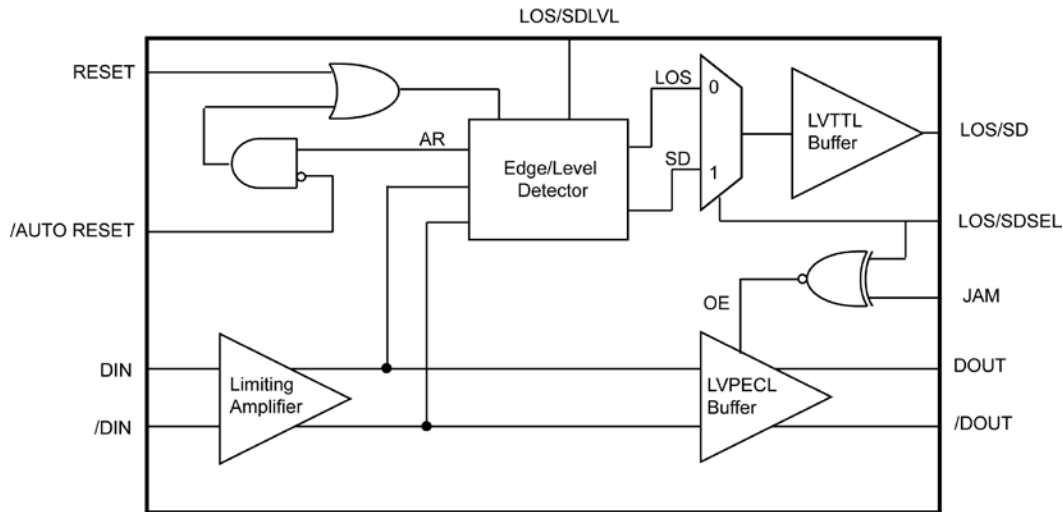 LOS/SDLVL
RESET
LOS
0
LVTTL
Buffer
LOS/SD
AR
Edge/Level
Detector
SD
1
/AUTO RESET
LOS/SDSEL
OE
JAM
DIN
Limiting
Amplifier
LVPECL
Buffer
DOUT
/DIN
/DOUT